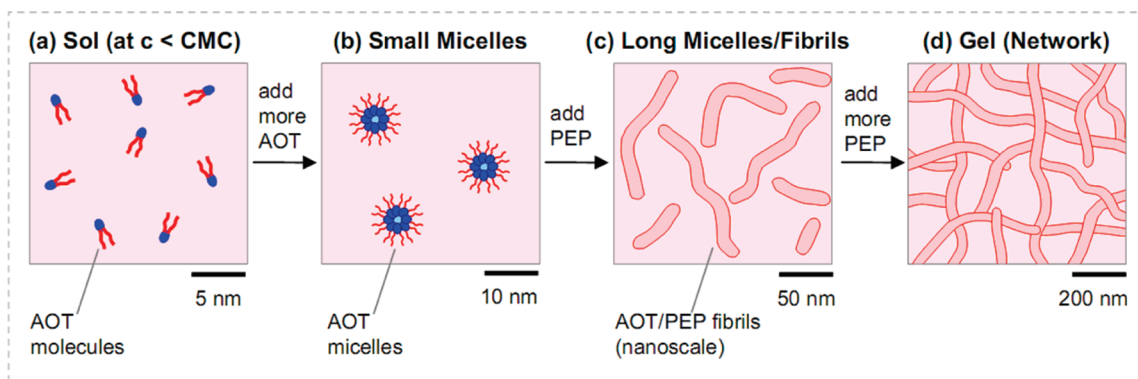 (a) Sol (at c < CMC)
(b) Small Micelles
(c) Long Micelles/Fibrils
(d) Gel (Network)
add
more
AOT
add
PEP
add
more
PEP
5 nm
10 nm
50 nm
200 nm
AOT
molecules
AOT
micelles
AOT/PEP fibrils
(nanoscale)